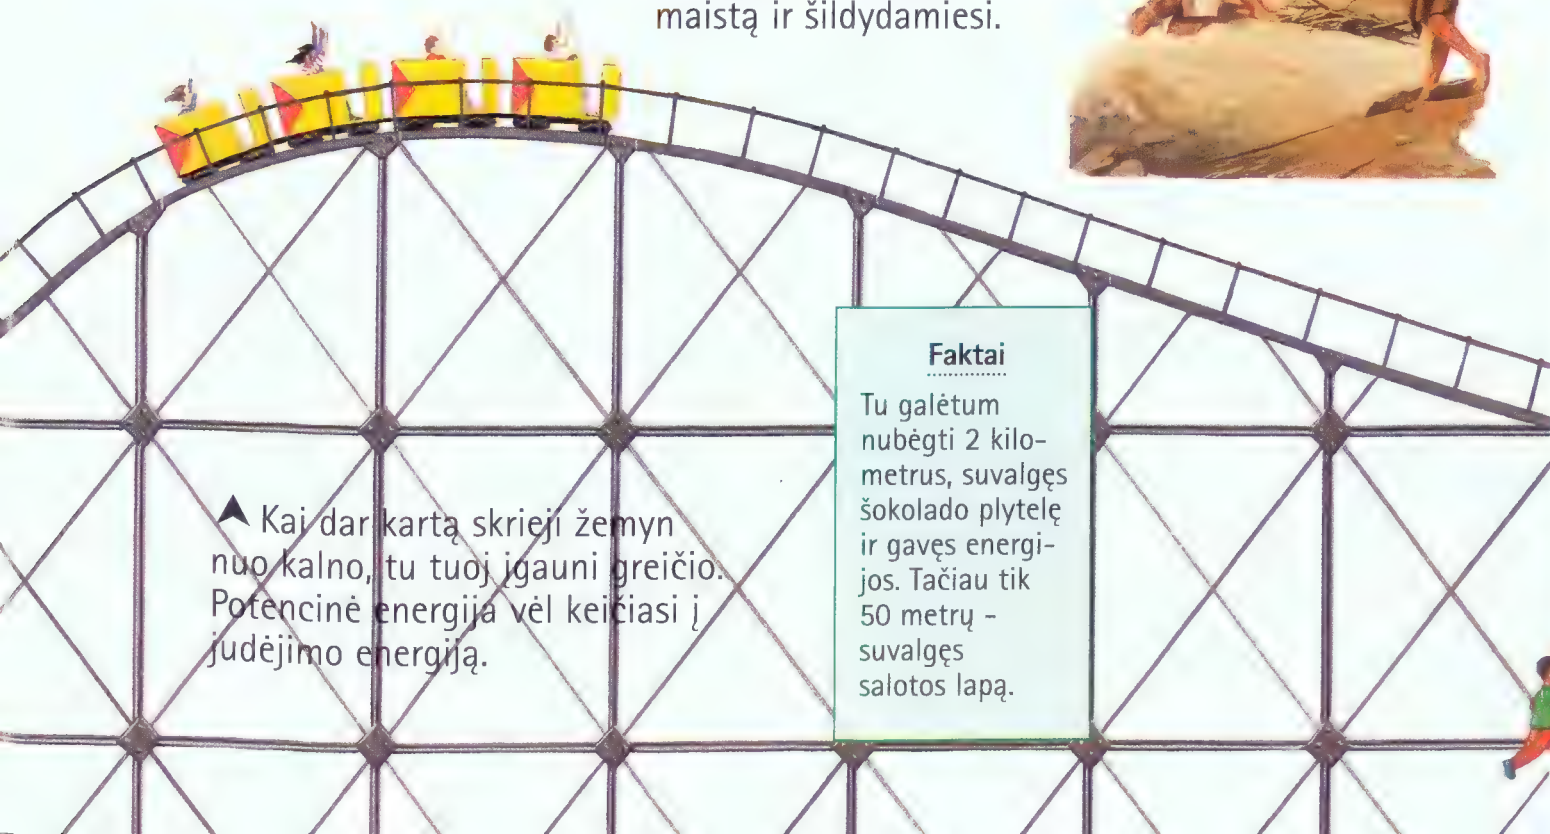 maistą ir šildydamiesi.
Kai dar kartą skrieji žemyn
nuo kalno, tu tuoj įgauni greičio.
Potencinė energija vėl keičiasi į
judėjimo energiją.
Faktai
Tu galėtum
nubėgti 2 kilo-
metrus, suvalgęs
šokolado plytelę
ir gavęs energi-
jos. Tačiau tik
50 metrų –
suvalgęs
salotos lapą.